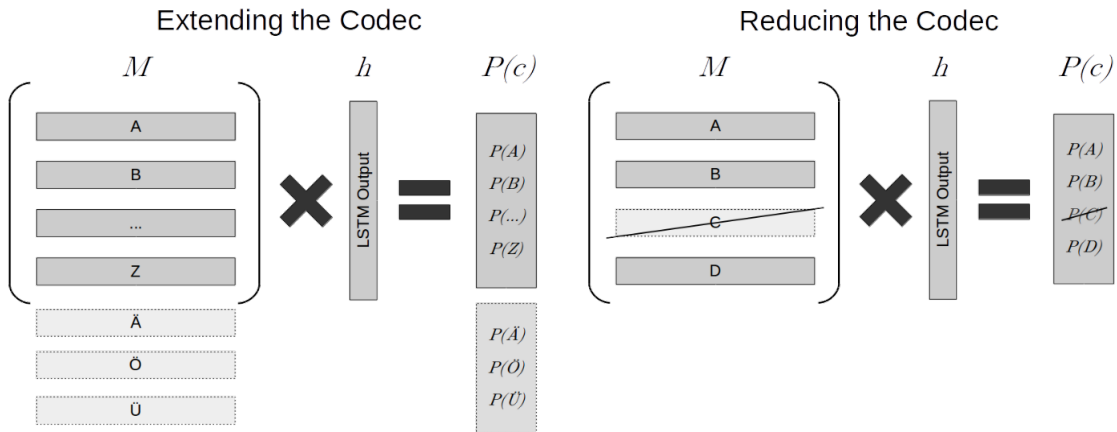 Extending the Codec
M h P(c)
A
B
...
Z
Ä
Ö
Ü
LSTM Output
P(A)
P(B)
P(...)
P(Z)
P(Ä)
P(Ö)
P(Ü)
Reducing the Codec
M h P(c)
A
B
C
D
LSTM Output
P(A)
P(B)
P(C)
P(D)